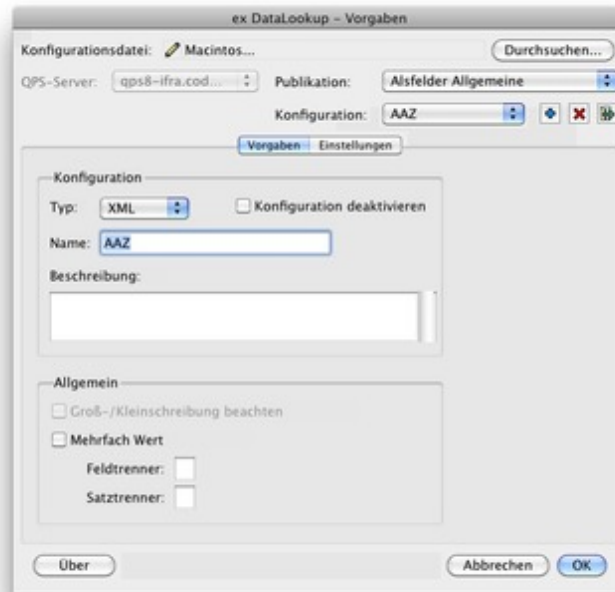 ex DataLookup – Vorgaben
Konfigurationsdatei: Macintos... Durchsuchen...
QPS-Server: qps8-ifra.cod... Publikation: Alsfelder Allgemeine
Konfiguration: AAZ
Vorgaben Einstellungen
Konfiguration
Typ: XML Konfiguration deaktivieren
Name: AAZ
Beschreibung:
Allgemein
Groß-/Kleinschreibung beachten
Mehrfach Wert
Feldtrenner:
Satztrenner:
Über Abbrechen OK